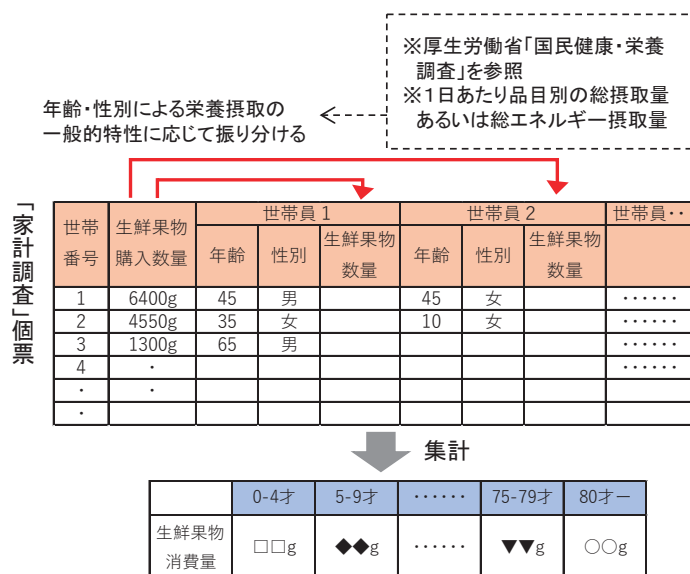 ※厚生労働省「国民健康・栄養
調査」を参照
※1日あたり品目別の総摂取量
あるいは総エネルギー摂取量
年齢・性別による栄養摂取の
一般的特性に応じて振り分ける
「家計調査」個票
世帯番号 生鮮果物購入数量 世帯員1 世帯員2 世帯員・・
年齢 性別 生鮮果物数量 年齢 性別 生鮮果物数量
1 6400g 45 男 45 女 ・・・・・・
2 4550g 35 女 10 女 ・・・・・・
3 1300g 65 男 ・・・・・・
4 ・ ・・・・・・
・ ・
・
集計
0-4才 5-9才 ・・・・・・ 75-79才 80才ー
生鮮果物消費量 □□g ◆◆g ・・・・・・ ▼▼g ○○g